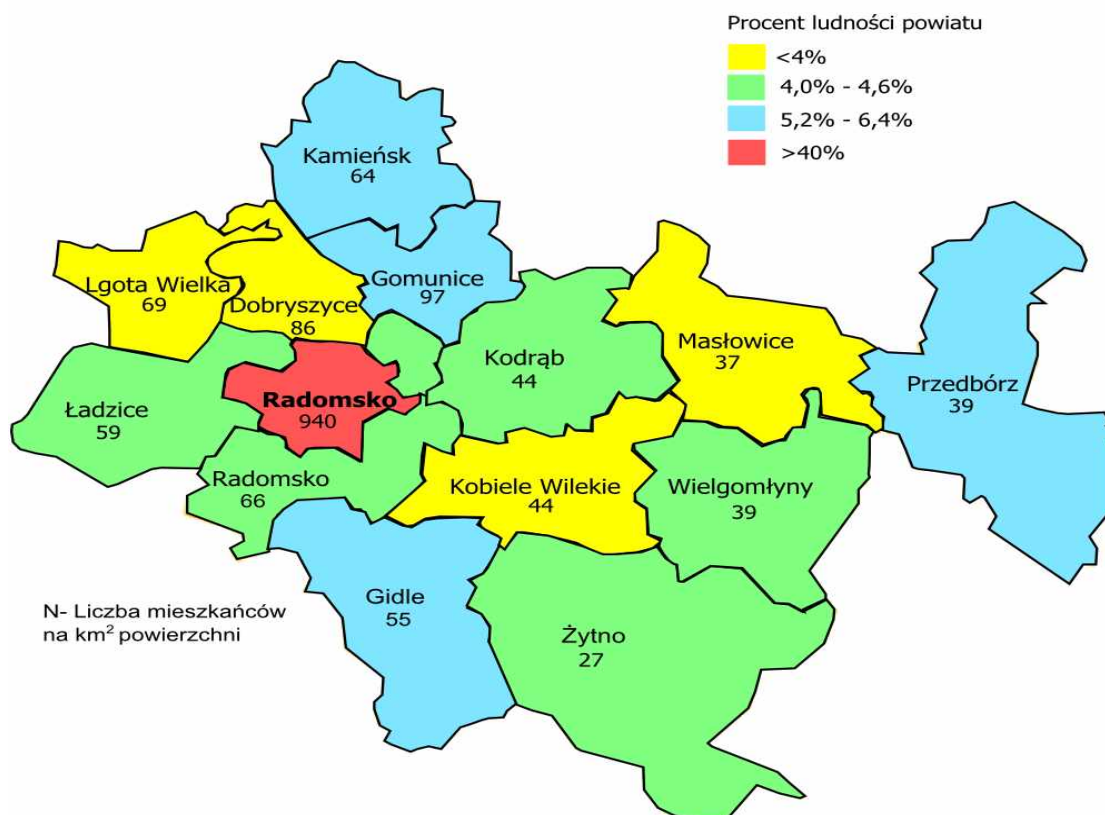 Procent ludności powiatu
<4%
4,0% - 4,6%
5,2% - 6,4%
>40%
Kamieńsk
64
Lgota Wielka
69
Dobryszyce
86
Gomunice
97
Kodrąb
44
Masłowice
37
Przedbórz
39
Ładzice
59
Radomsko
940
Radomsko
66
Kobiele Wilekie
44
Wielgomłyny
39
Gidle
55
Żytno
27
N- Liczba mieszkańców
na km² powierzchni